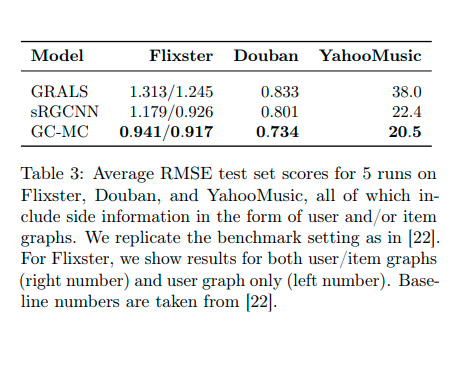 Model Flixster Douban YahooMusic
GRALS 1.313/1.245 0.833 38.0
sRGCNN 1.179/0.926 0.801 22.4
GC-MC 0.941/0.917 0.734 20.5
Table 3: Average RMSE test set scores for 5 runs on
Flixster, Douban, and YahooMusic, all of which in-
clude side information in the form of user and/or item
graphs. We replicate the benchmark setting as in [22].
For Flixster, we show results for both user/item graphs
(right number) and user graph only (left number). Base-
line numbers are taken from [22].